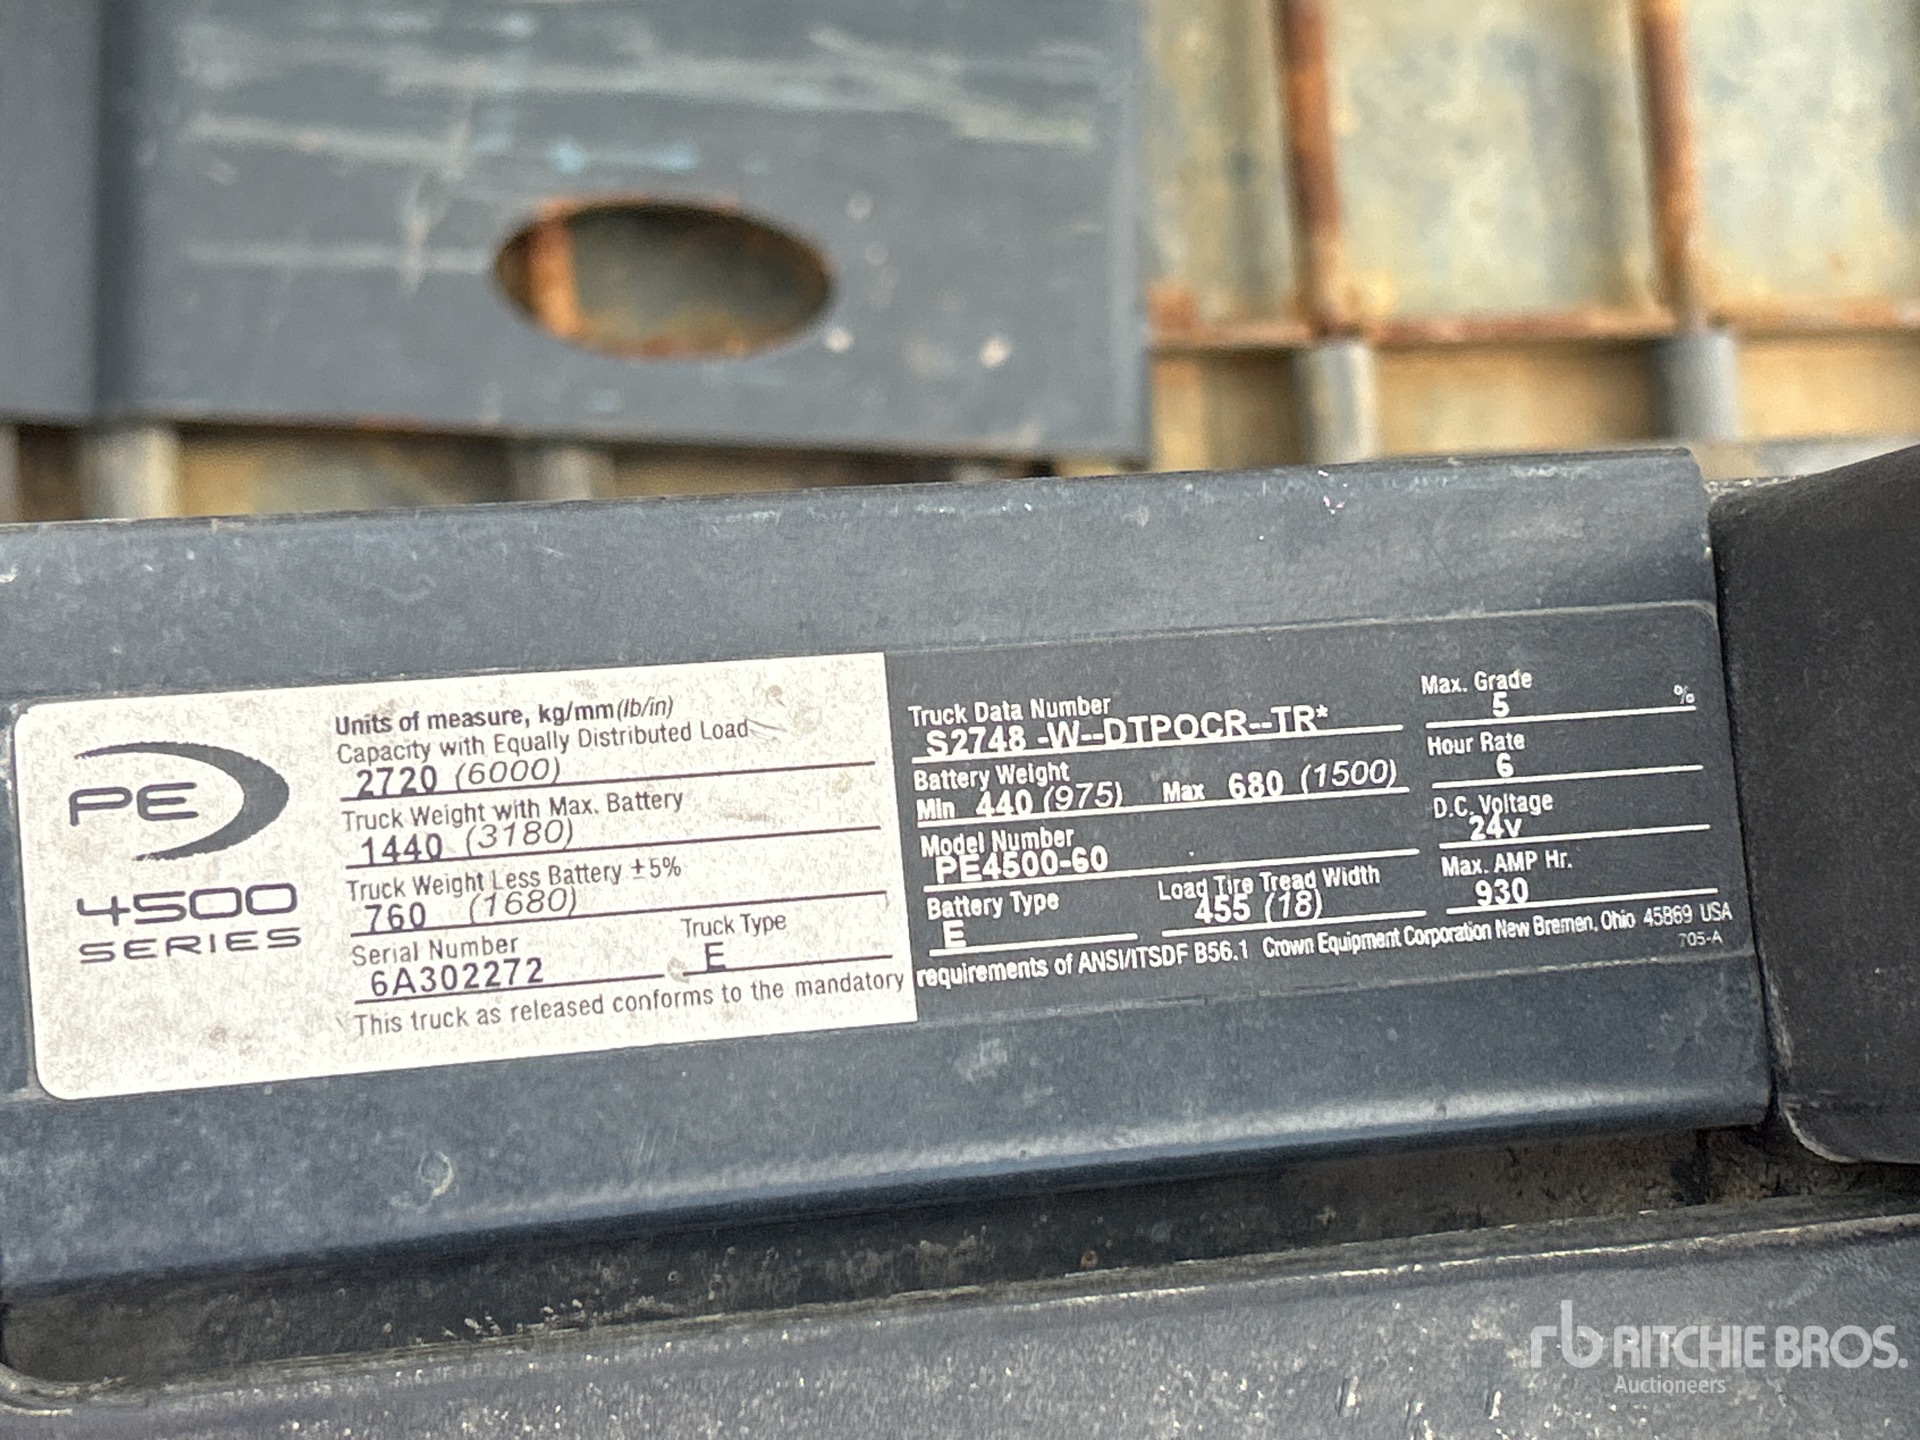 PE
4500
SERIES
Units of measure, kg/mm(lb/in)
Capacity with Equally Distributed Load
2720 (6000)
Truck Weight with Max. Battery
1440 (3180)
Truck Weight Less Battery ±5%
760 (1680)
Serial Number Truck Type
6A302272 E
This truck as released conforms to the mandatory requirements of ANSI/ITSDF B56.1 Crown Equipment Corporation New Bremen, Ohio 45869 USA
705-A
Truck Data Number
S2748 -W--DTPOCR--TR*
Battery Weight
Min 440 (975) Max 680 (1500)
Model Number
PE4500-60
Battery Type Load Tire Tread Width
E 455 (18)
Max. Grade
5 %
Hour Rate
6
D.C. Voltage
24v
Max. AMP Hr.
930
rb RITCHIE BROS.
Auctioneers